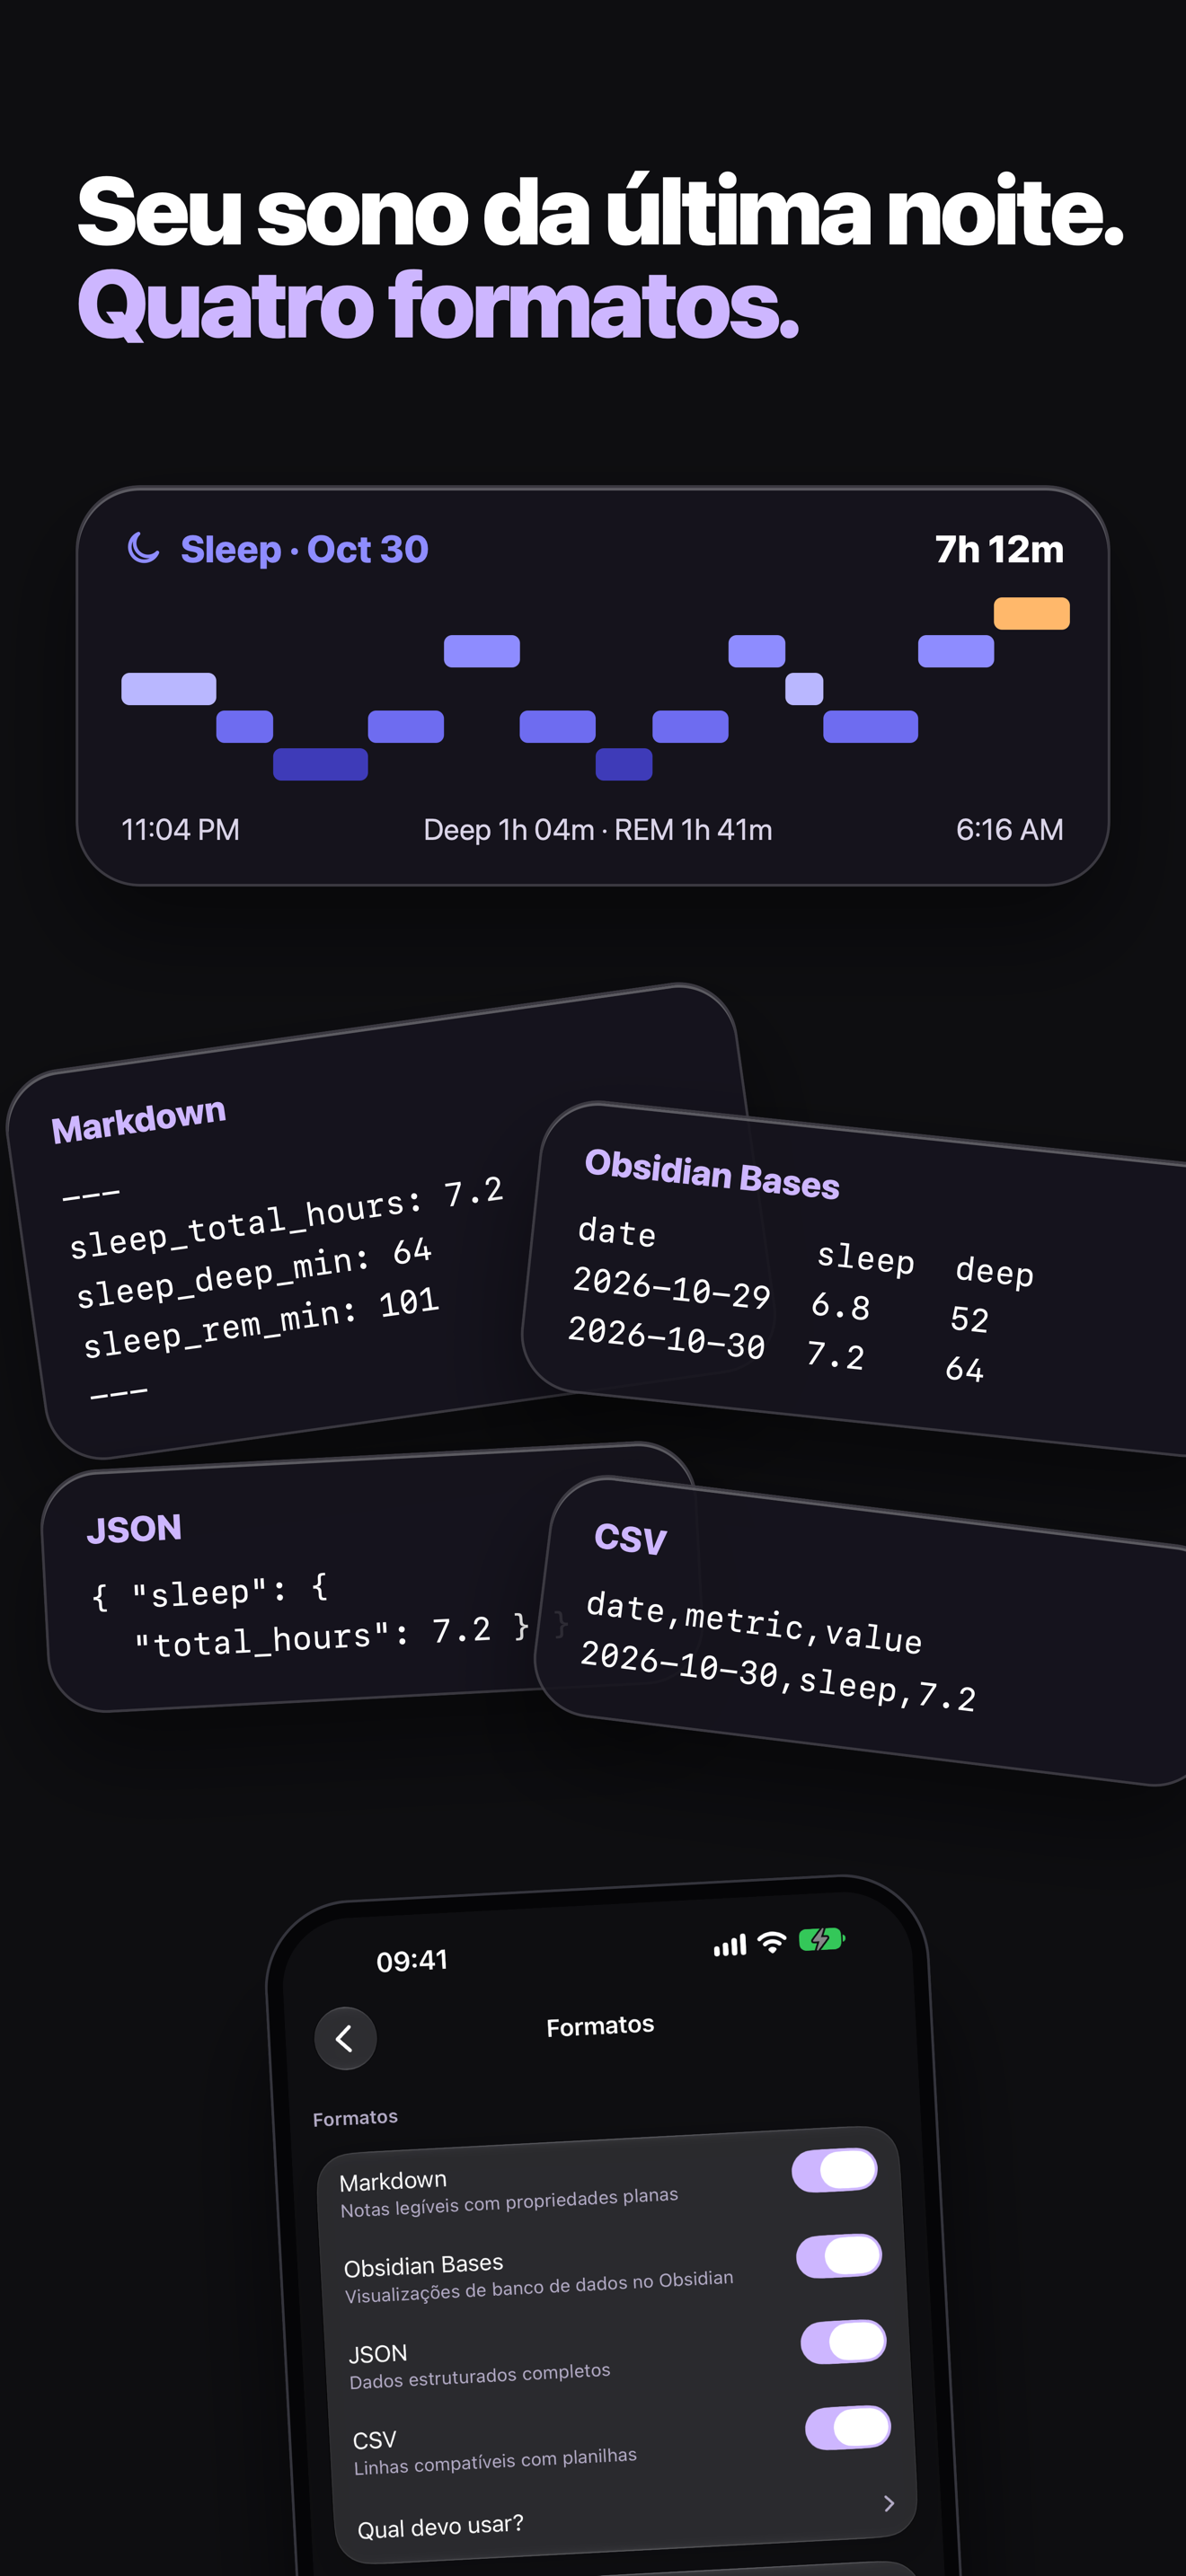 Seu sono da última noite.
Quatro formatos.
Sleep · Oct 30
7h 12m
11:04 PM
Deep 1h 04m · REM 1h 41m
6:16 AM
Markdown
---
sleep_total_hours: 7.2
sleep_deep_min: 64
sleep_rem_min: 101
---
Obsidian Bases
date sleep deep
2026-10-29 6.8 52
2026-10-30 7.2 64
JSON
{ "sleep": {
"total_hours": 7.2 } }
CSV
date,metric,value
2026-10-30,sleep,7.2
09:41
Formatos
Formatos
Markdown
Notas legíveis com propriedades planas
Obsidian Bases
Visualizações de banco de dados no Obsidian
JSON
Dados estruturados completos
CSV
Linhas compatíveis com planilhas
Qual devo usar?